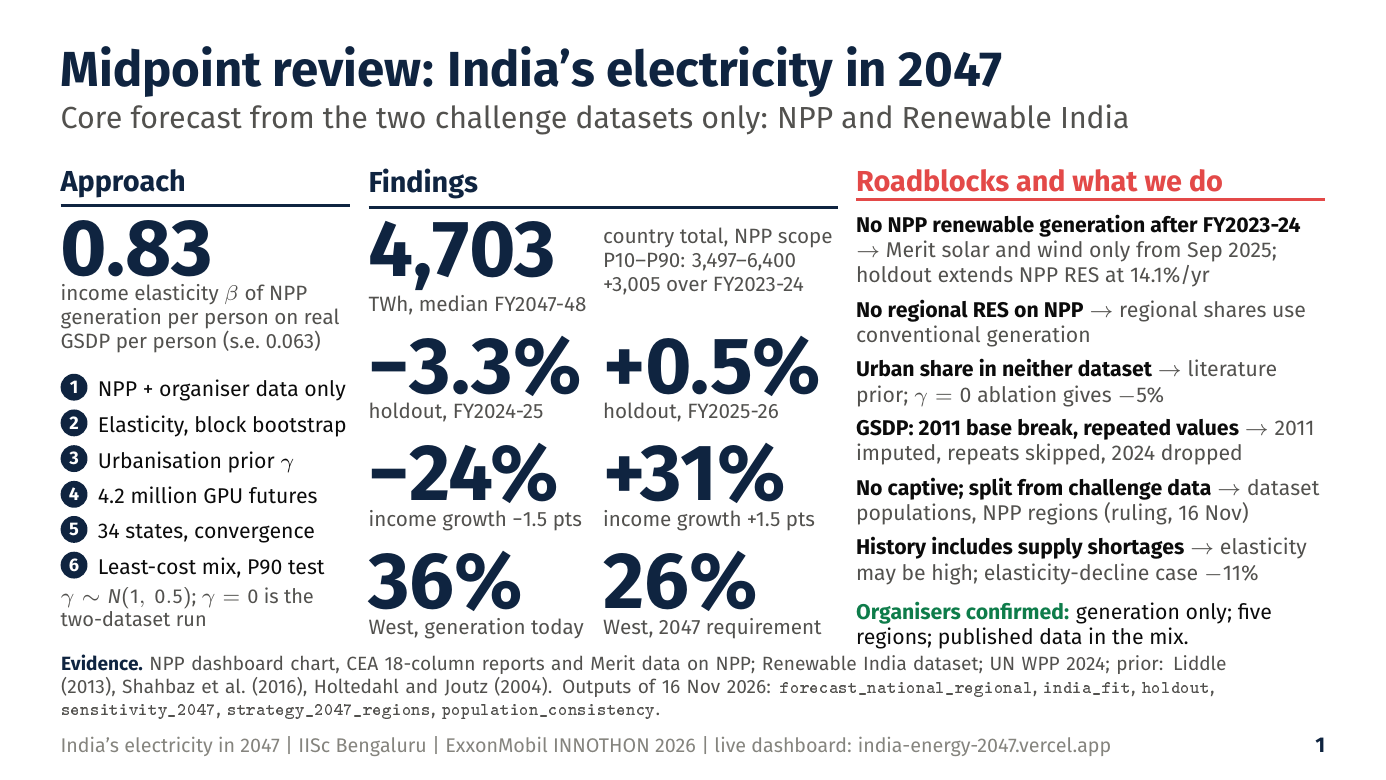 Midpoint review: India’s electricity in 2047
Core forecast from the two challenge datasets only: NPP and Renewable India
Approach
0.83
income elasticity β of NPP
generation per person on real
GSDP per person (s.e. 0.063)
1 NPP + organiser data only
2 Elasticity, block bootstrap
3 Urbanisation prior γ
4 4.2 million GPU futures
5 34 states, convergence
6 Least-cost mix, P90 test
γ ∼ N(1, 0.5); γ = 0 is the
two-dataset run
Findings
4,703
TWh, median FY2047-48
country total, NPP scope
P10–P90: 3,497–6,400
+3,005 over FY2023-24
−3.3%
holdout, FY2024-25
+0.5%
holdout, FY2025-26
−24%
income growth −1.5 pts
+31%
income growth +1.5 pts
36%
West, generation today
26%
West, 2047 requirement
Roadblocks and what we do
No NPP renewable generation after FY2023-24
→ Merit solar and wind only from Sep 2025;
holdout extends NPP RES at 14.1%/yr
No regional RES on NPP → regional shares use
conventional generation
Urban share in neither dataset → literature
prior; γ = 0 ablation gives −5%
GSDP: 2011 base break, repeated values → 2011
imputed, repeats skipped, 2024 dropped
No captive; split from challenge data → dataset
populations, NPP regions (ruling, 16 Nov)
History includes supply shortages → elasticity
may be high; elasticity-decline case −11%
Organisers confirmed: generation only; five
regions; published data in the mix.
Evidence. NPP dashboard chart, CEA 18-column reports and Merit data on NPP; Renewable India dataset; UN WPP 2024; prior: Liddle
(2013), Shahbaz et al. (2016), Holtedahl and Joutz (2004). Outputs of 16 Nov 2026: forecast_national_regional, india_fit, holdout,
sensitivity_2047, strategy_2047_regions, population_consistency.
India’s electricity in 2047 | IISc Bengaluru | ExxonMobil INNOTHON 2026 | live dashboard: india-energy-2047.vercel.app
1